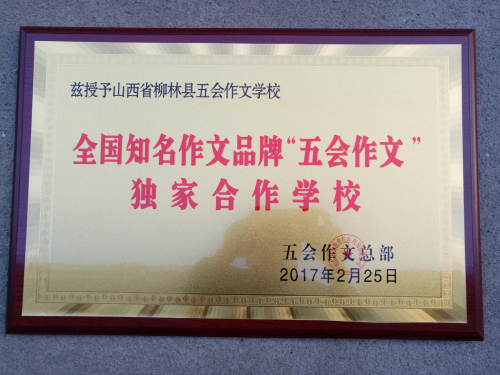 兹授予山西省柳林县五会作文学校
全国知名作文品牌“五会作文”
独家合作学校
五会作文总部
2017年2月25日